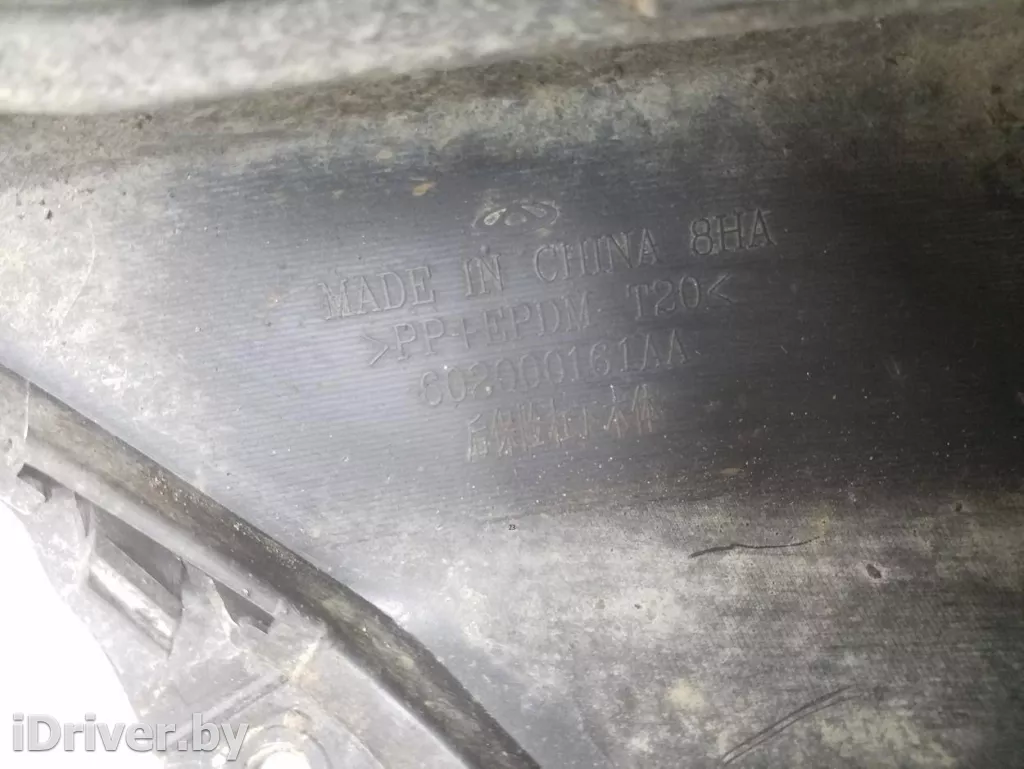 MADE IN CHINA 8HA
>PP+EPDM T20<
602000161AA
iDriver.by